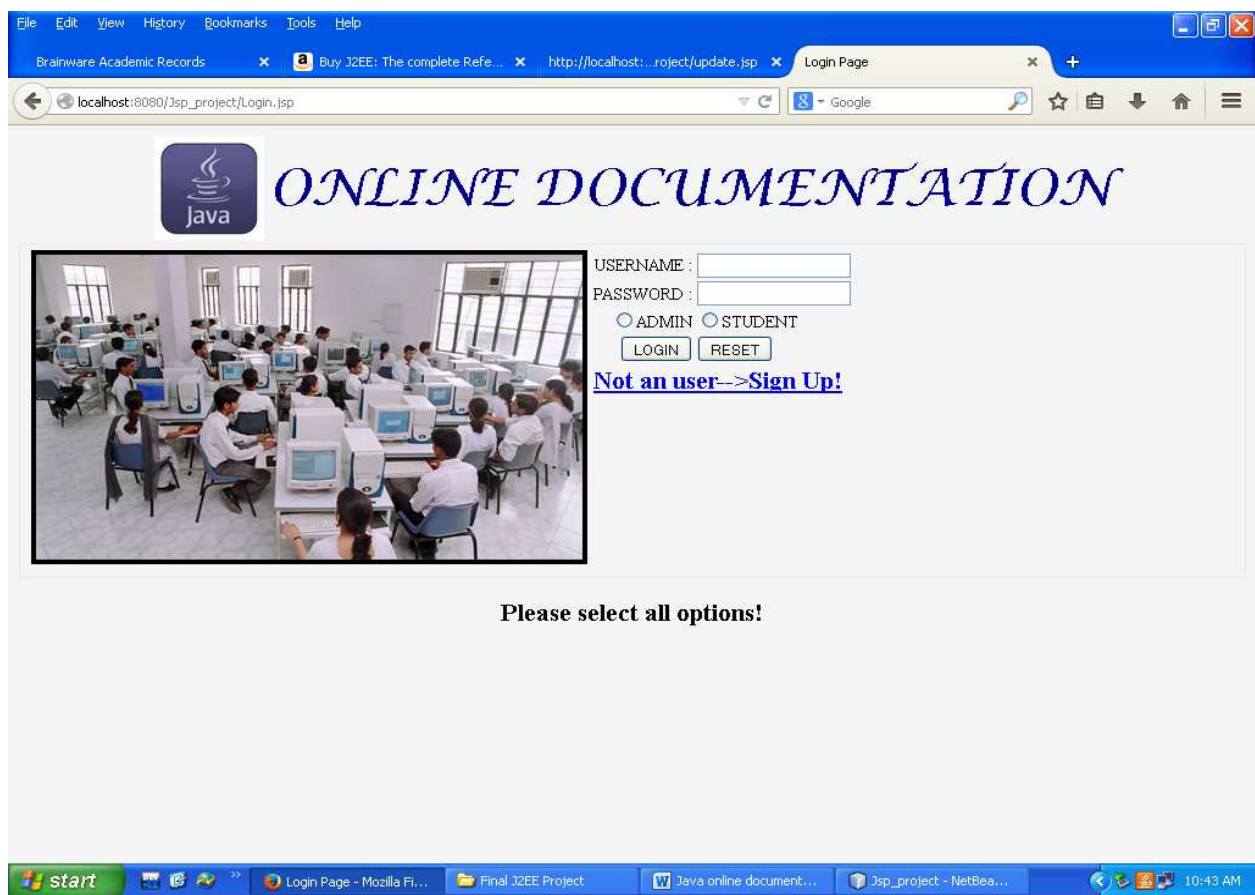 File Edit View History Bookmarks Tools Help
Brainware Academic Records
Buy J2EE: The complete Refe...
http://localhost:...roject/update.jsp
Login Page
localhost:8080/Jsp_project/Login.jsp
8 Google
Java
ONLINE DOCUMENTATION
USERNAME :
PASSWORD :
ADMIN STUDENT
LOGIN RESET
Not an user-->Sign Up!
Please select all options!
start
Login Page - Mozilla Fi...
Final J2EE Project
Java online document...
Jsp_project - NetBea...
10:43 AM